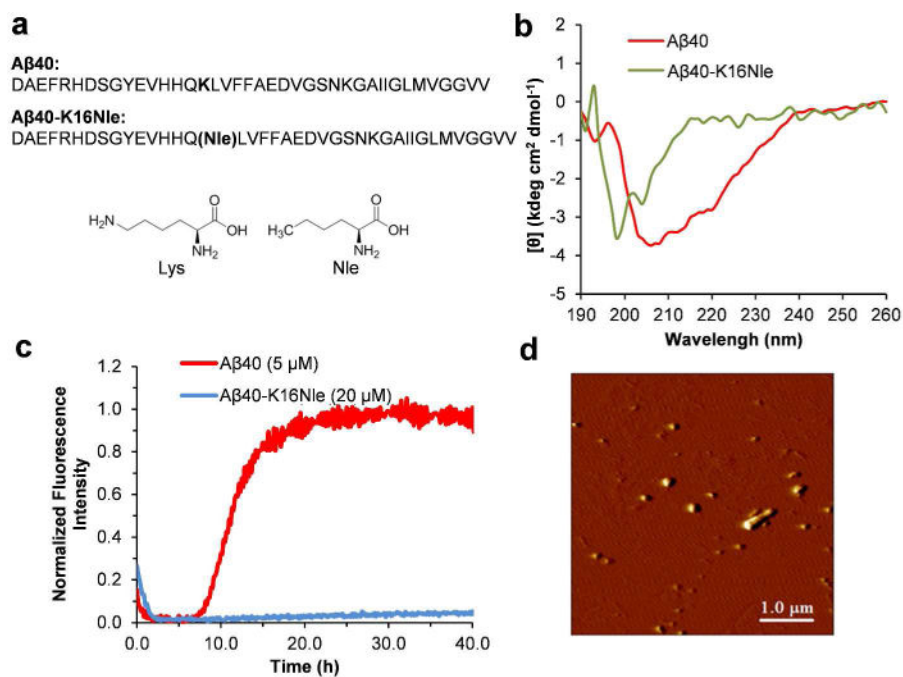 a
Aβ40:
DAEFRHDSGYEVHHQKLVFFAEDVGSNKGAIIGLMVGGVV
Aβ40-K16Nle:
DAEFRHDSGYEVHHQ(Nle)LVFFAEDVGSNKGAIIGLMVGGVV
H₂N
O
OH
NH₂
Lys
H₃C
O
OH
NH₂
Nle
b
Aβ40
Aβ40-K16Nle
[θ] (kdeg cm² dmol⁻¹)
2
1
0
-1
-2
-3
-4
-5
190 200 210 220 230 240 250 260
Wavelengh (nm)
c
Aβ40 (5 μM)
Aβ40-K16Nle (20 μM)
Normalized Fluorescence
Intensity
1.2
1.0
0.8
0.6
0.4
0.2
0.0
0.0 10.0 20.0 30.0 40.0
Time (h)
d
1.0 μm